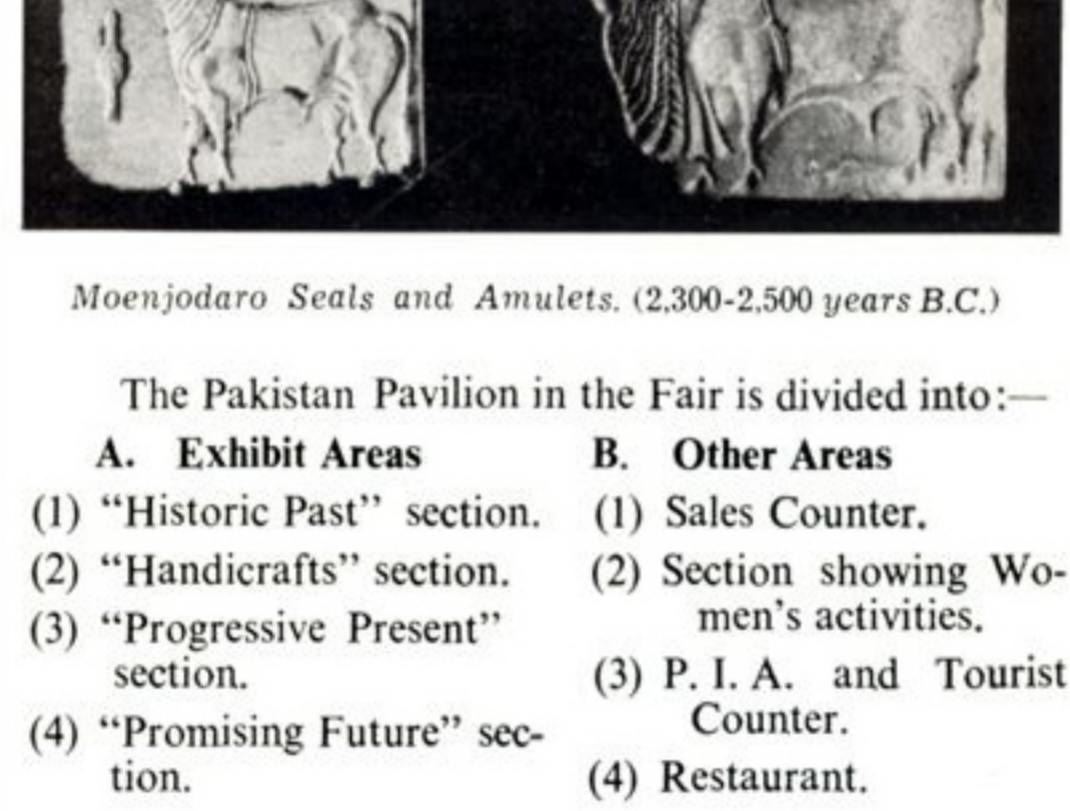 Moenjodaro Seals and Amulets. (2,300-2,500 years B.C.)
The Pakistan Pavilion in the Fair is divided into:—
A. Exhibit Areas
(1) “Historic Past” section.
(2) “Handicrafts” section.
(3) “Progressive Present”
section.
(4) “Promising Future” sec-
tion.
B. Other Areas
(1) Sales Counter.
(2) Section showing Wo-
men’s activities.
(3) P. I. A. and Tourist
Counter.
(4) Restaurant.